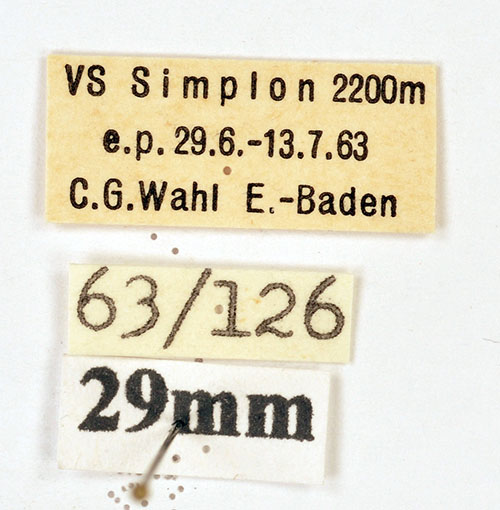 VS Simplon 2200m
e.p. 29.6.-13.7.63
C.G.Wahl E.-Baden
63/126
29mm